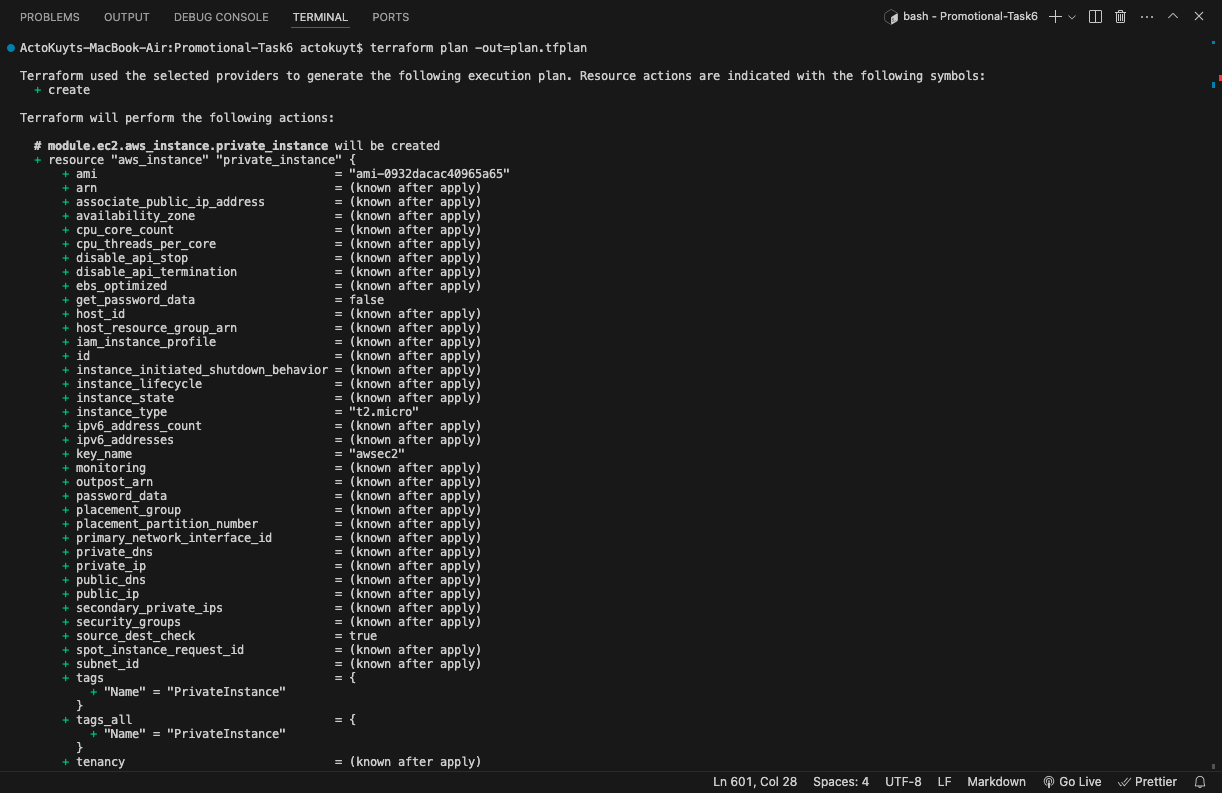 PROBLEMS OUTPUT DEBUG CONSOLE TERMINAL PORTS bash - Promotional-Task6
ActoKuyts-MacBook-Air:Promotional-Task6 actokuyt$ terraform plan -out=plan.tfplan
Terraform used the selected providers to generate the following execution plan. Resource actions are indicated with the following symbols:
+ create
Terraform will perform the following actions:
# module.ec2.aws_instance.private_instance will be created
+ resource "aws_instance" "private_instance" {
+ ami = "ami-0932dacac40965a65"
+ arn = (known after apply)
+ associate_public_ip_address = (known after apply)
+ availability_zone = (known after apply)
+ cpu_core_count = (known after apply)
+ cpu_threads_per_core = (known after apply)
+ disable_api_stop = (known after apply)
+ disable_api_termination = (known after apply)
+ ebs_optimized = (known after apply)
+ get_password_data = false
+ host_id = (known after apply)
+ host_resource_group_arn = (known after apply)
+ iam_instance_profile = (known after apply)
+ id = (known after apply)
+ instance_initiated_shutdown_behavior = (known after apply)
+ instance_lifecycle = (known after apply)
+ instance_state = (known after apply)
+ instance_type = "t2.micro"
+ ipv6_address_count = (known after apply)
+ ipv6_addresses = (known after apply)
+ key_name = "awsec2"
+ monitoring = (known after apply)
+ outpost_arn = (known after apply)
+ password_data = (known after apply)
+ placement_group = (known after apply)
+ placement_partition_number = (known after apply)
+ primary_network_interface_id = (known after apply)
+ private_dns = (known after apply)
+ private_ip = (known after apply)
+ public_dns = (known after apply)
+ public_ip = (known after apply)
+ secondary_private_ips = (known after apply)
+ security_groups = (known after apply)
+ source_dest_check = true
+ spot_instance_request_id = (known after apply)
+ subnet_id = (known after apply)
+ tags = {
+ "Name" = "PrivateInstance"
}
+ tags_all = {
+ "Name" = "PrivateInstance"
}
+ tenancy = (known after apply)
Ln 601, Col 28 Spaces: 4 UTF-8 LF Markdown Go Live Prettier